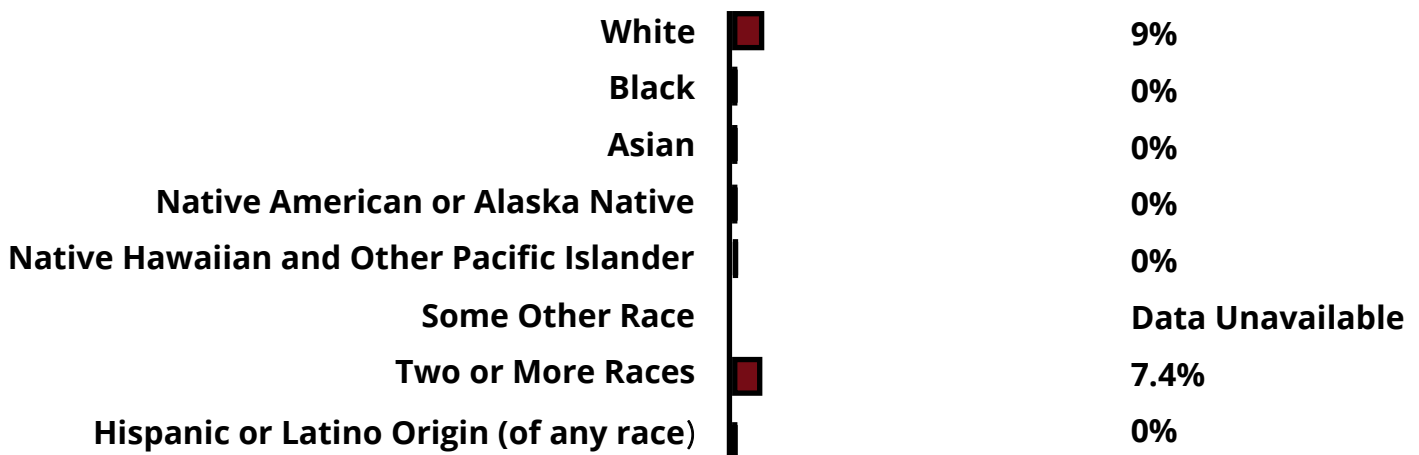 White 9%
Black 0%
Asian 0%
Native American or Alaska Native 0%
Native Hawaiian and Other Pacific Islander 0%
Some Other Race Data Unavailable
Two or More Races 7.4%
Hispanic or Latino Origin (of any race) 0%